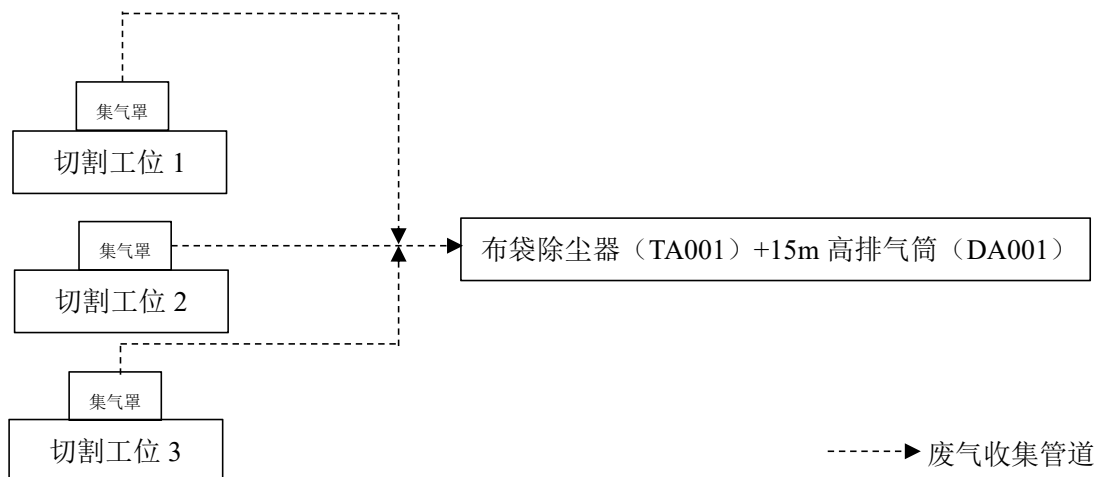 集气罩
切割工位 1
集气罩
切割工位 2
布袋除尘器（TA001）+15m 高排气筒（DA001）
集气罩
切割工位 3
废气收集管道